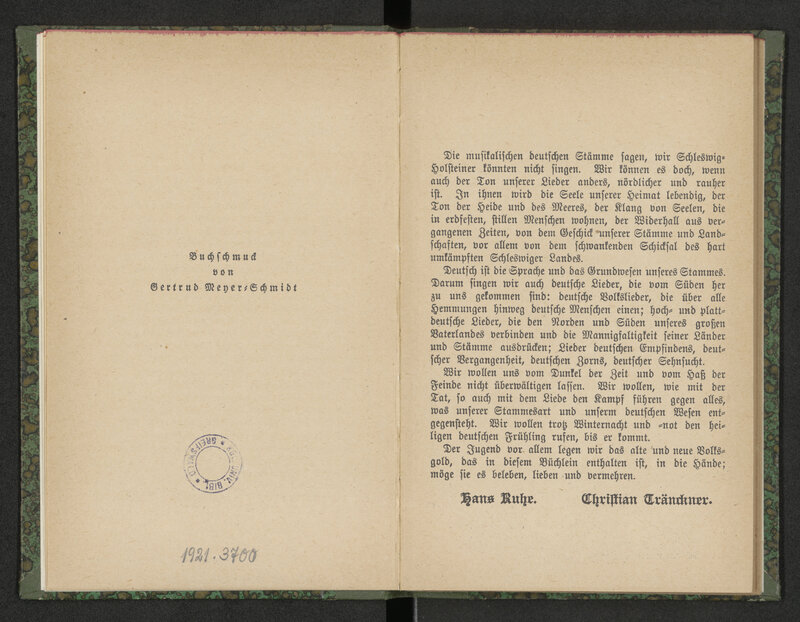 Buchschmuck
von
Gertrud Meyer-Schmidt
UNIV. BIBL. * GREIFSWALD *
1921.3700
Die musikalischen deutschen Stämme sagen, wir Schleswig-
Holsteiner könnten nicht singen. Wir können es doch, wenn
auch der Ton unserer Lieder anders, nördlicher und rauher
ist. In ihnen wird die Seele unserer Heimat lebendig, der
Ton der Heide und des Meeres, der Klang von Seelen, die
in erdfesten, stillen Menschen wohnen, der Widerhall aus ver-
gangenen Zeiten, von dem Geschick unserer Stämme und Land-
schaften, vor allem von dem schwankenden Schicksal des hart
umkämpften Schleswiger Landes.
Deutsch ist die Sprache und das Grundwesen unseres Stammes.
Darum singen wir auch deutsche Lieder, die vom Süden her
zu uns gekommen sind: deutsche Volkslieder, die über alle
Hemmungen hinweg deutsche Menschen einen; hoch- und platt-
deutsche Lieder, die den Norden und Süden unseres großen
Vaterlandes verbinden und die Mannigfaltigkeit seiner Länder
und Stämme ausdrücken; Lieder deutschen Empfindens, deut-
scher Vergangenheit, deutschen Zorns, deutscher Sehnsucht.
Wir wollen uns vom Dunkel der Zeit und vom Haß der
Feinde nicht überwältigen lassen. Wir wollen, wie mit der
Tat, so auch mit dem Liede den Kampf führen gegen alles,
was unserer Stammesart und unserm deutschen Wesen ent-
gegensteht. Wir wollen trotz Winternacht und -not den hei-
ligen deutschen Frühling rufen, bis er kommt.
Der Jugend vor allem legen wir das alte und neue Volks-
gold, das in diesem Büchlein enthalten ist, in die Hände;
möge sie es beleben, lieben und vermehren.
Hans Ruhe. Christian Tränckner.